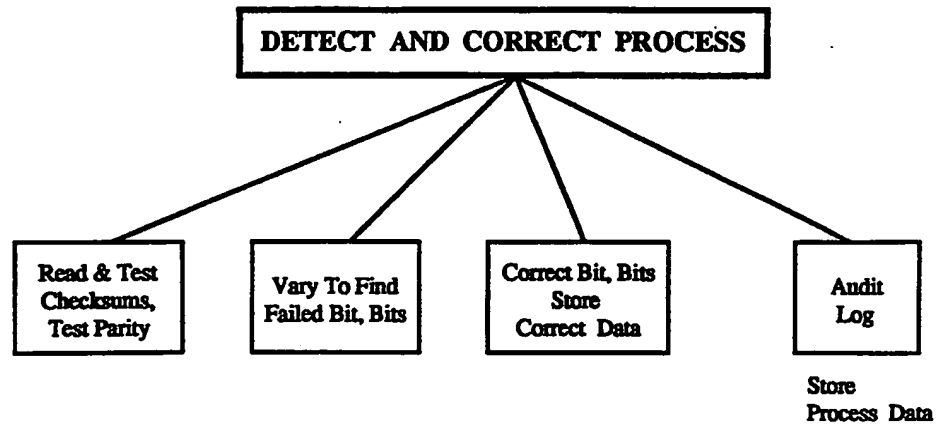 DETECT AND CORRECT PROCESS
Read & Test
Checksums,
Test Parity
Vary To Find
Failed Bit, Bits
Correct Bit, Bits
Store
Correct Data
Audit
Log
Store
Process Data